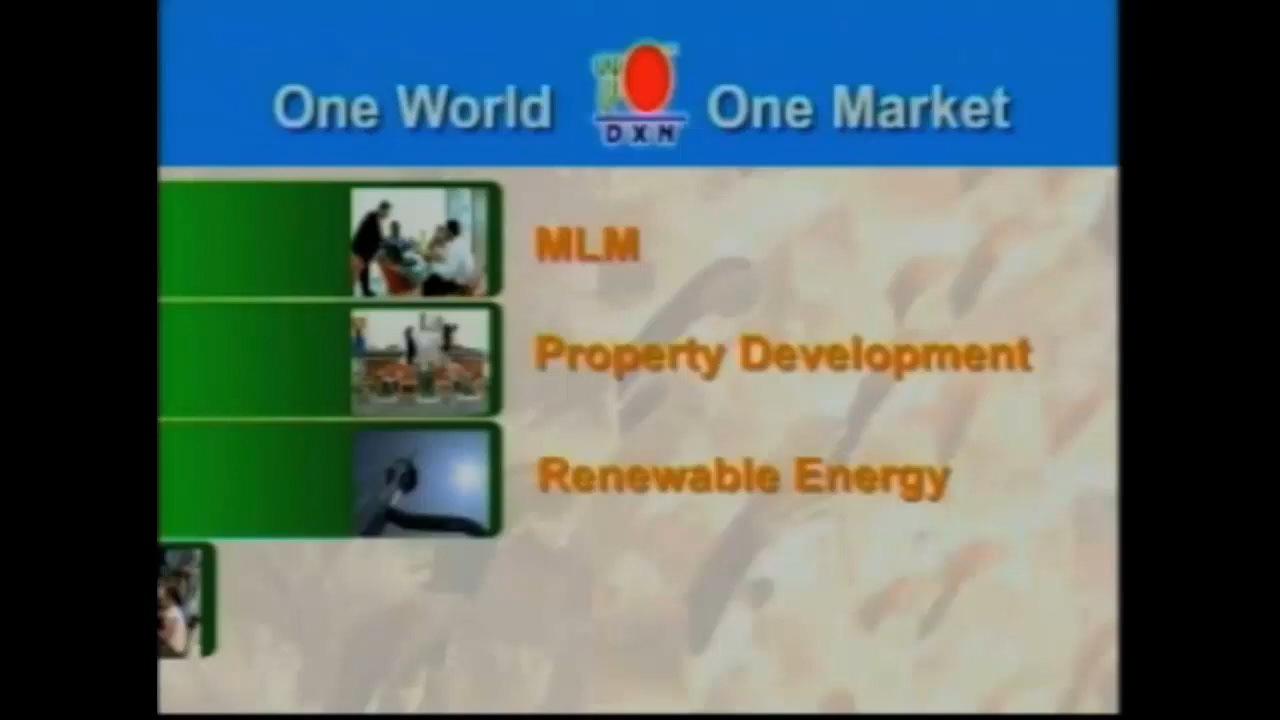 One World DXN One Market
MLM
Property Development
Renewable Energy